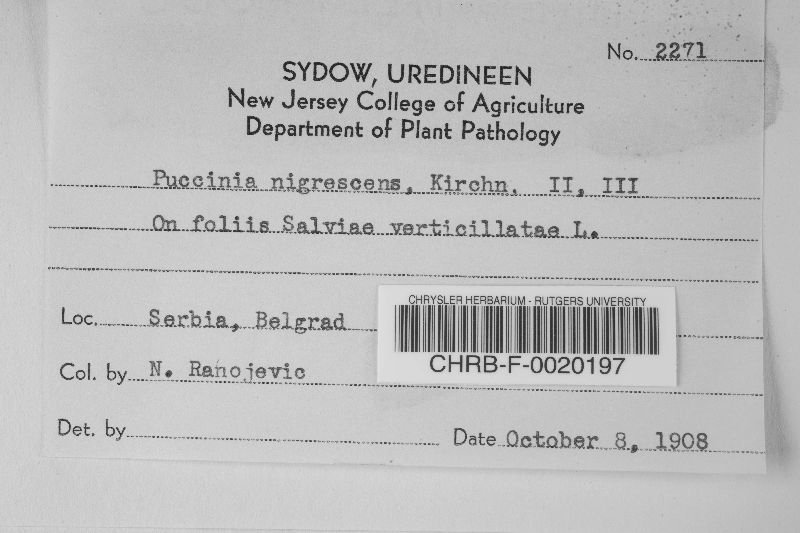 No. 2271
SYDOW, UREDINEEN
New Jersey College of Agriculture
Department of Plant Pathology
Puccinia nigrescens, Kirchn. II, III
On foliis Salviae verticillatae L.
CHRYSLER HERBARIUM - RUTGERS UNIVERSITY
Loc. Serbia, Belgrad
CHRB-F-0020197
Col. by N. Ranojevic
Det. by
Date October 8, 1908